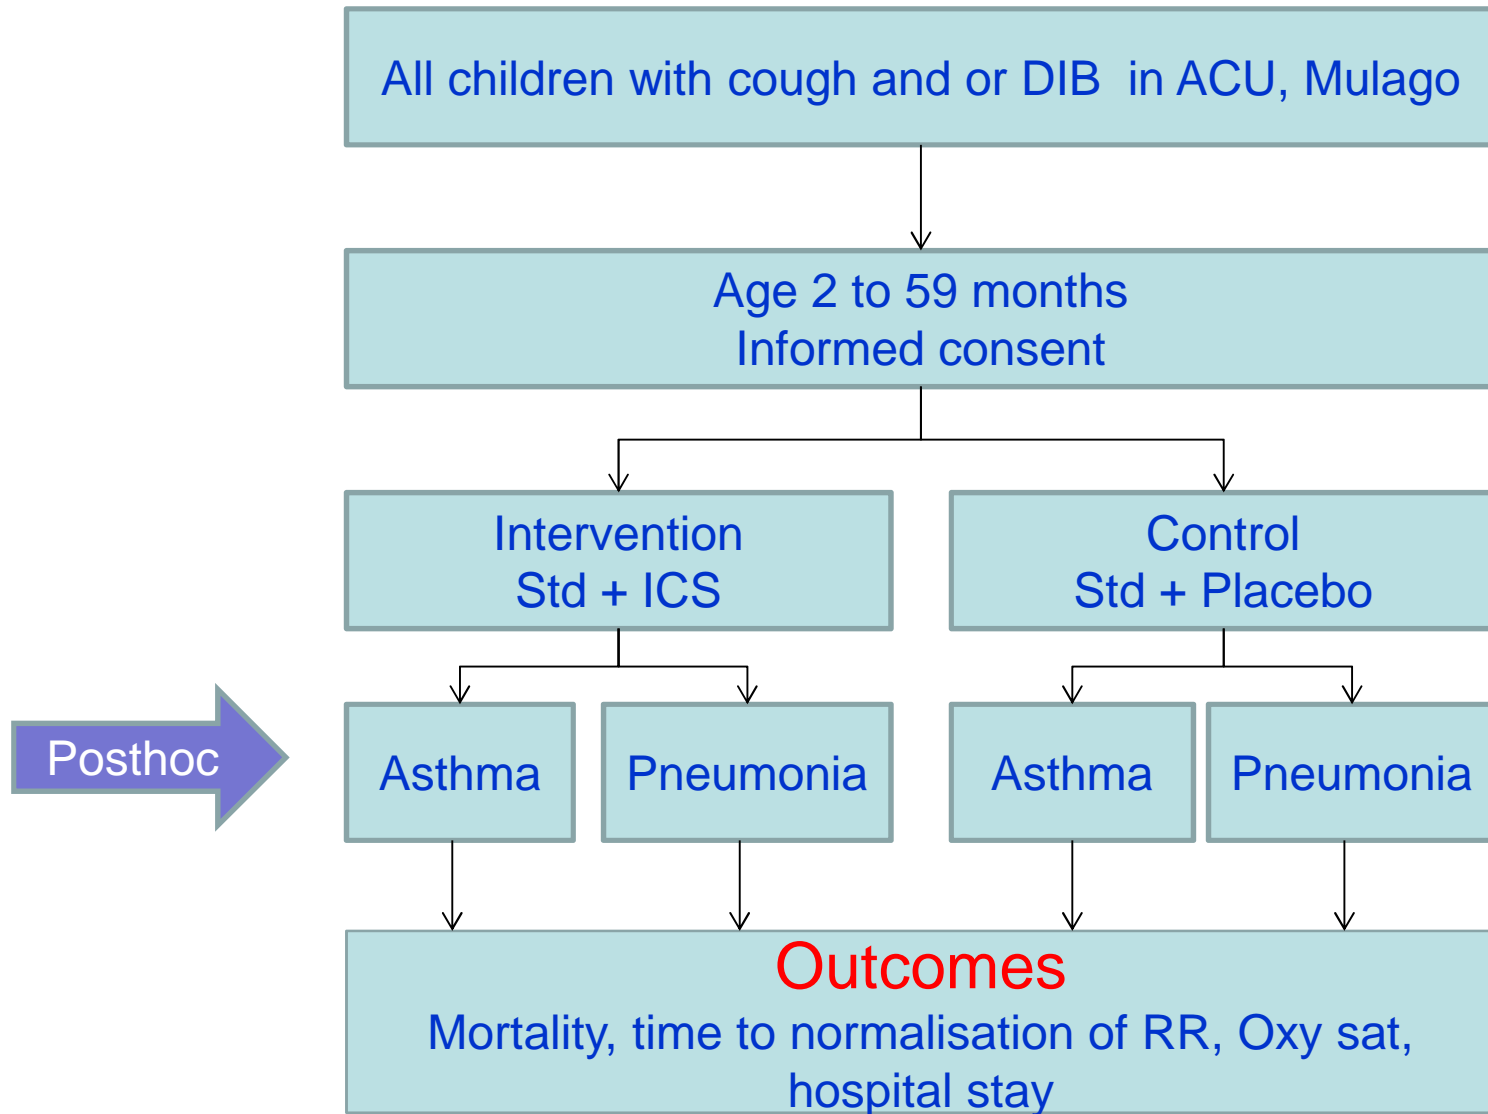 All children with cough and or DIB in ACU, Mulago
Age 2 to 59 months
Informed consent
Intervention
Std + ICS
Control
Std + Placebo
Posthoc
Asthma
Pneumonia
Asthma
Pneumonia
Outcomes
Mortality, time to normalisation of RR, Oxy sat,
hospital stay